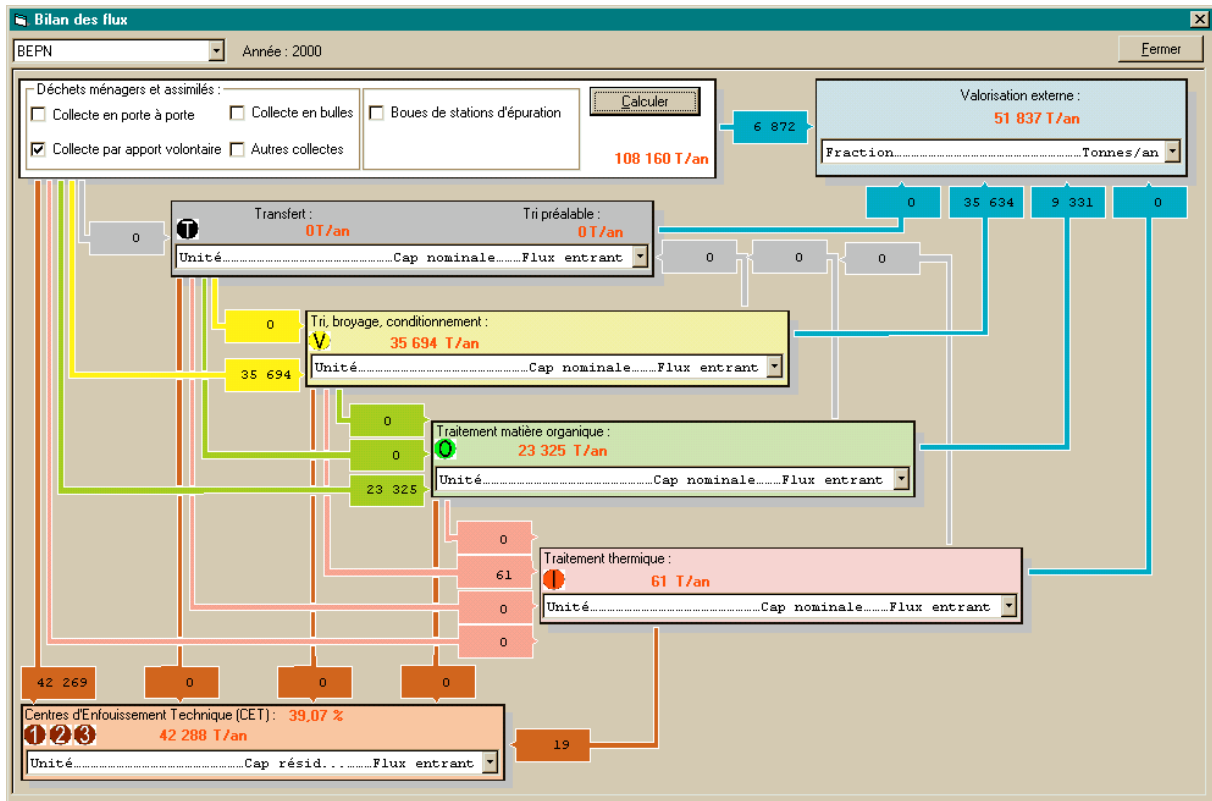 Bilan des flux
BEPN
Année : 2000
Fermer
Déchets ménagers et assimilés :
Collecte en porte à porte
Collecte en bulles
Boues de stations d'épuration
Calculer
Collecte par apport volontaire
Autres collectes
108 160 T/an
6 872
Valorisation externe :
51 837 T/an
Fraction.......................Tonnes/an
0
35 634
9 331
0
0
T
Transfert :
Tri préalable :
0T/an
0T/an
Unité.......................Cap nominale.......Flux entrant
0
0
0
0
Tri, broyage, conditionnement :
V
35 694 T/an
35 694
Unité.......................Cap nominale.......Flux entrant
0
0
23 325
Traitement matière organique :
O
23 325 T/an
Unité.......................Cap nominale.......Flux entrant
0
61
0
0
Traitement thermique :
I
61 T/an
Unité.......................Cap nominale.......Flux entrant
42 269
0
0
0
Centres d'Enfouissement Technique (CET) : 39,07 %
1 2 3
42 288 T/an
Unité.......................Cap résid.......Flux entrant
19